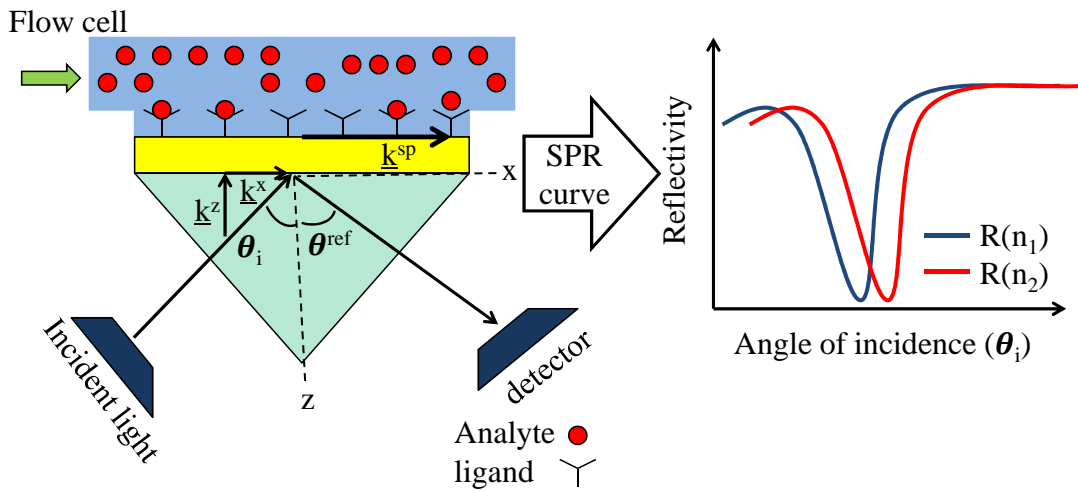 Flow cell
k^sp
x
k^x
k^z
θ_i
θ^ref
Incident light
detector
z
Analyte
ligand
SPR
curve
Reflectivity
R(n_1)
R(n_2)
Angle of incidence (θ_i)